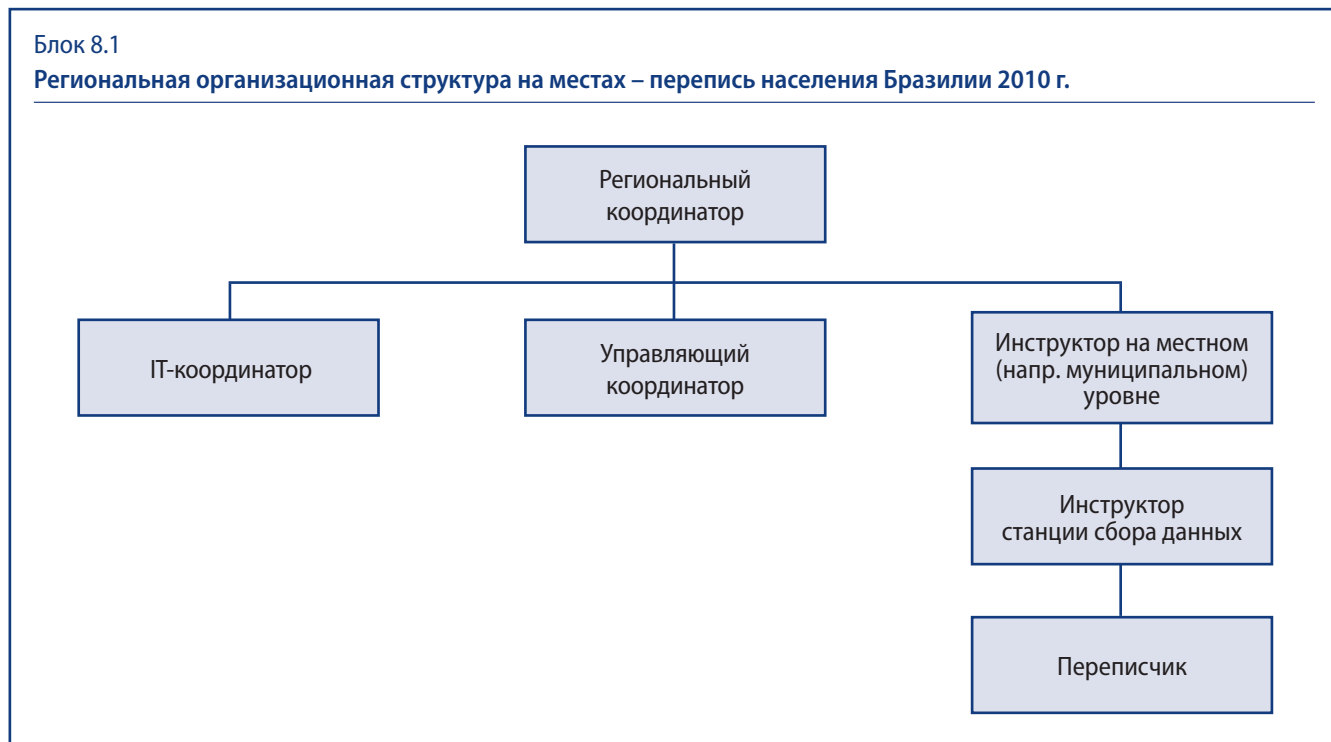 Блок 8.1
Региональная организационная структура на местах – перепись населения Бразилии 2010 г.
Региональный
координатор
IT-координатор
Управляющий
координатор
Инструктор на местном
(напр. муниципальном)
уровне
Инструктор
станции сбора данных
Переписчик